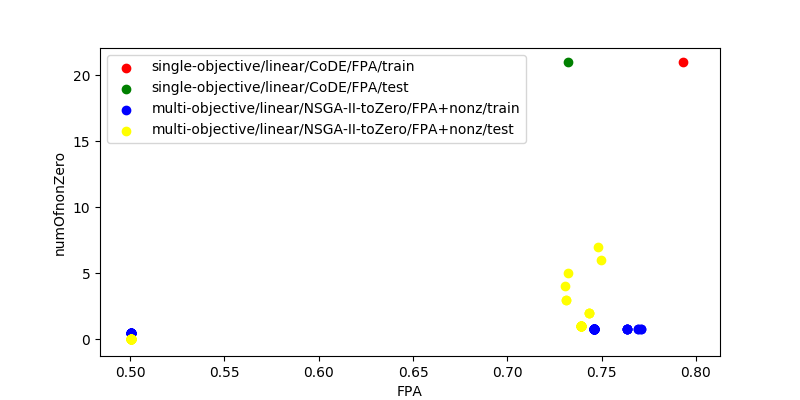 single-objective/linear/CoDE/FPA/train
single-objective/linear/CoDE/FPA/test
multi-objective/linear/NSGA-II-toZero/FPA+nonz/train
multi-objective/linear/NSGA-II-toZero/FPA+nonz/test
numOfnonZero
20
15
10
5
0
0.50 0.55 0.60 0.65 0.70 0.75 0.80
FPA